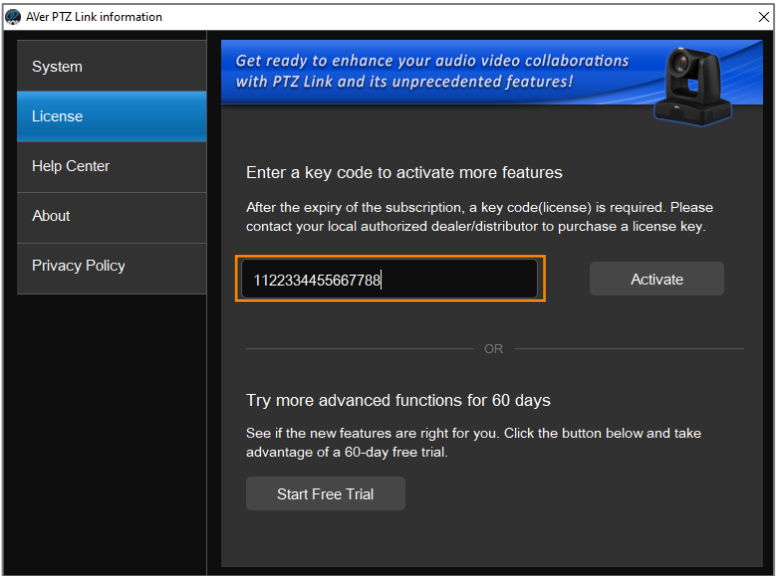 AVer PTZ Link information
System
License
Help Center
About
Privacy Policy
Get ready to enhance your audio video collaborations
with PTZ Link and its unprecedented features!
Enter a key code to activate more features
After the expiry of the subscription, a key code(license) is required. Please
contact your local authorized dealer/distributor to purchase a license key.
1122334455667788
Activate
OR
Try more advanced functions for 60 days
See if the new features are right for you. Click the button below and take
advantage of a 60-day free trial.
Start Free Trial